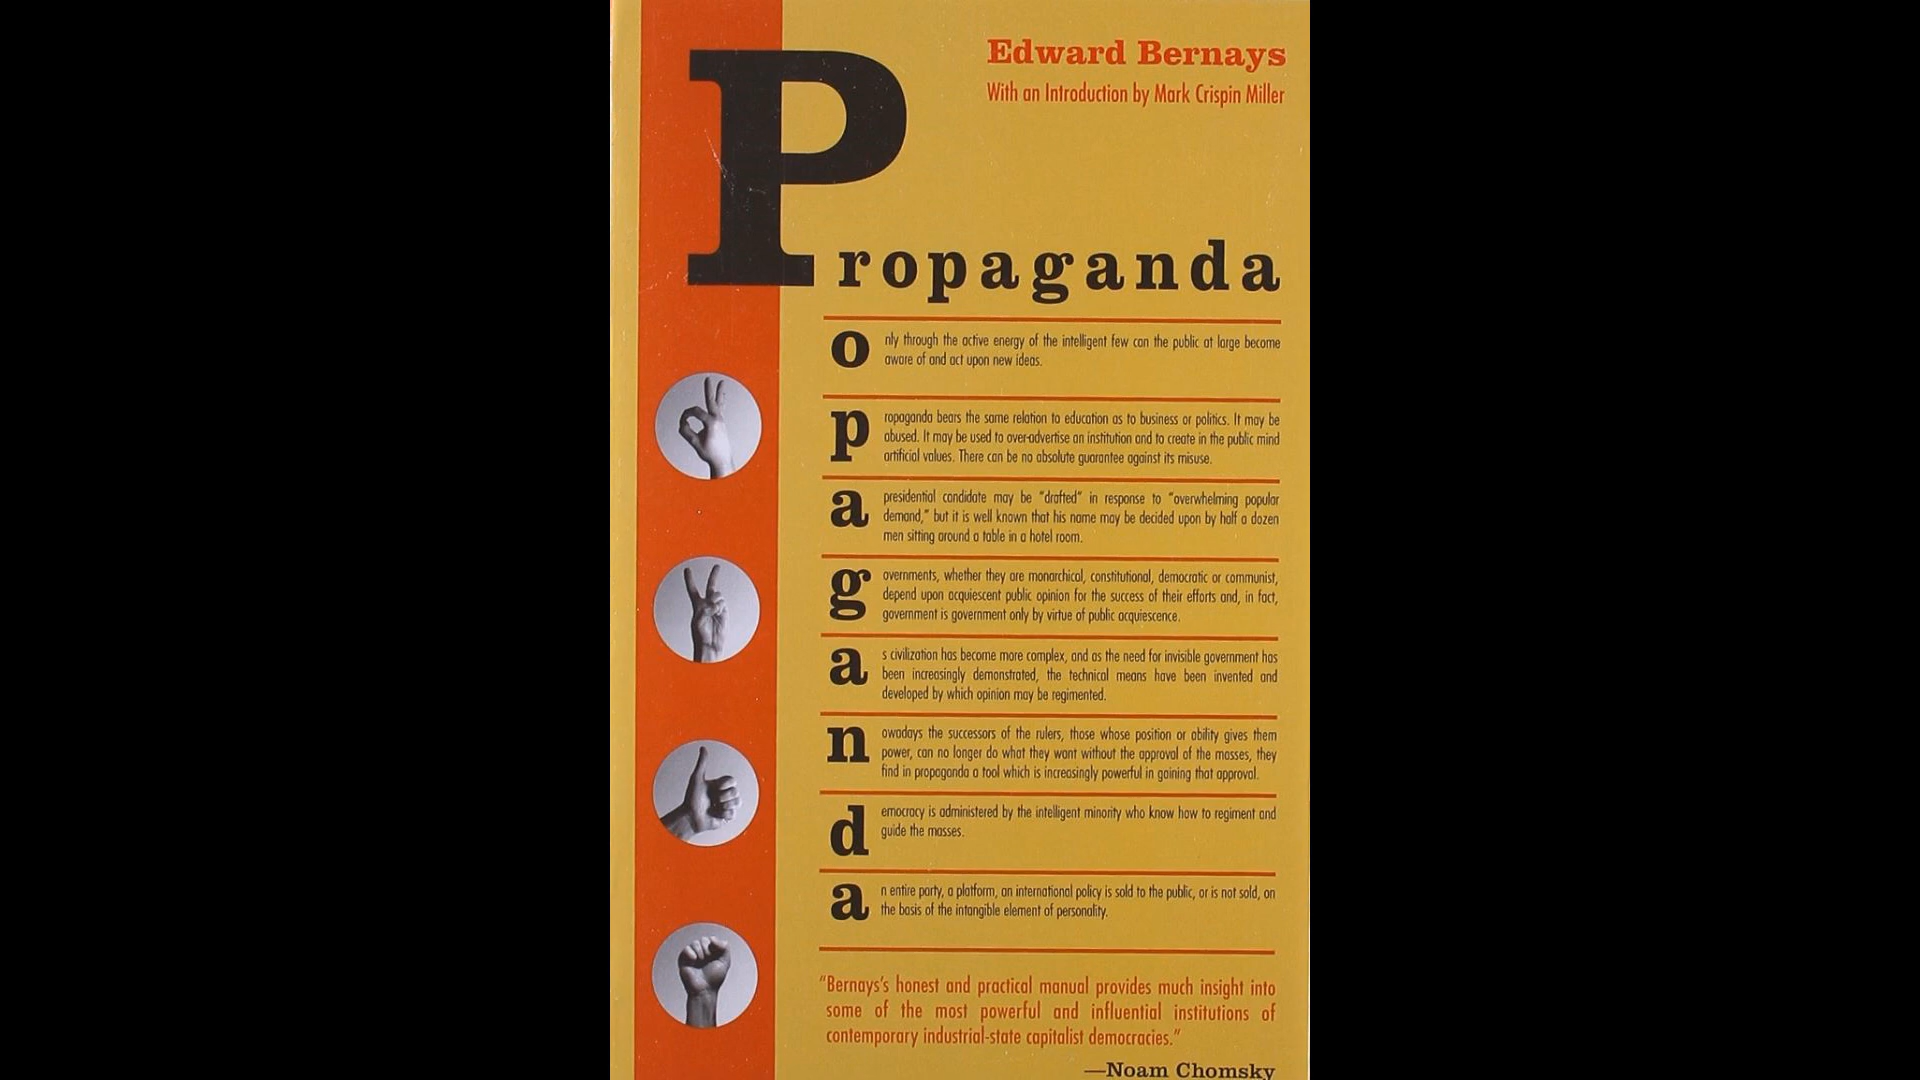 Edward Bernays
With an Introduction by Mark Crispin Miller
Propaganda
only through the active energy of the intelligent few can the public at large become
aware of and act upon new ideas.
propaganda bears the same relation to education as to business or politics. It may be
abused. It may be used to over-advertise an institution and to create in the public mind
artificial values. There can be no absolute guarantee against its misuse.
a presidential candidate may be "drafted" in response to "overwhelming popular
demand," but it is well known that his name may be decided upon by half a dozen
men sitting around a table in a hotel room.
governments, whether they are monarchical, constitutional, democratic or communist,
depend upon acquiescent public opinion for the success of their efforts and, in fact,
government is government only by virtue of public acquiescence.
as civilization has become more complex, and as the need for invisible government has
been increasingly demonstrated, the technical means have been invented and
developed by which opinion may be regimented.
nowadays the successors of the rulers, those whose position or ability gives them
power, can no longer do what they want without the approval of the masses, they
find in propaganda a tool which is increasingly powerful in gaining that approval.
democracy is administered by the intelligent minority who know how to regiment and
guide the masses.
an entire party, a platform, an international policy is sold to the public, or is not sold, on
the basis of the intangible element of personality.
"Bernays's honest and practical manual provides much insight into
some of the most powerful and influential institutions of
contemporary industrial-state capitalist democracies."
—Noam Chomsky